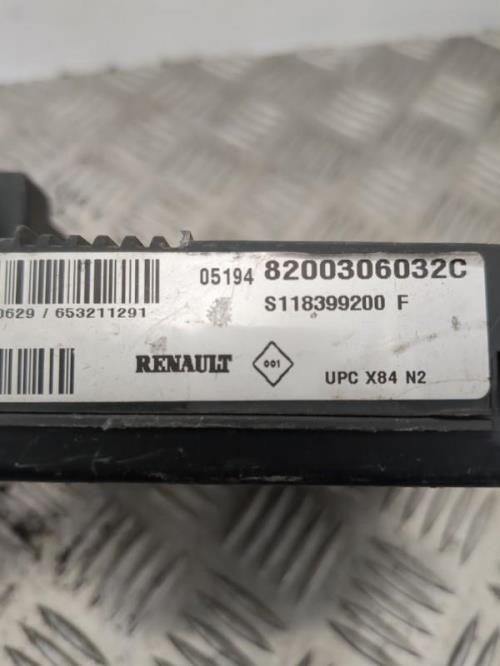 05194 8200306032C
S118399200 F
0629 / 653211291
RENAULT 001 UPC X84 N2